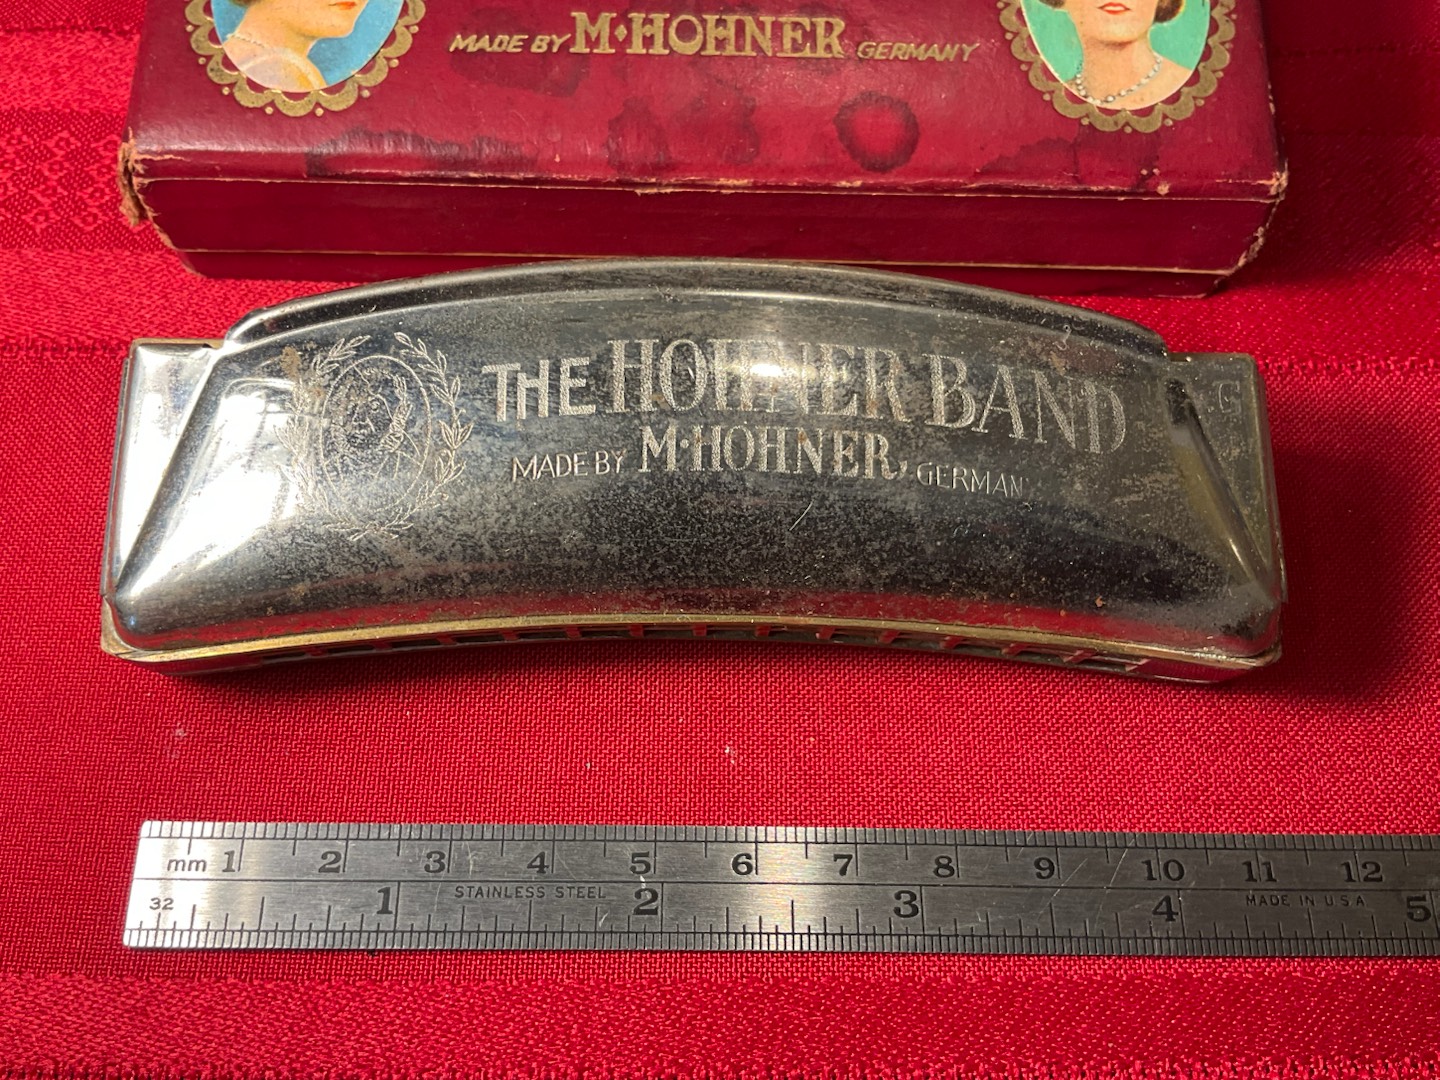 MADE BY M·HOHNER GERMANY
THE HOHNER BAND
MADE BY M·HOHNER, GERMAN
G
mm 1 2 3 4 5 6 7 8 9 10 11 12
32 1 STAINLESS STEEL 2 3 4 MADE IN USA 5